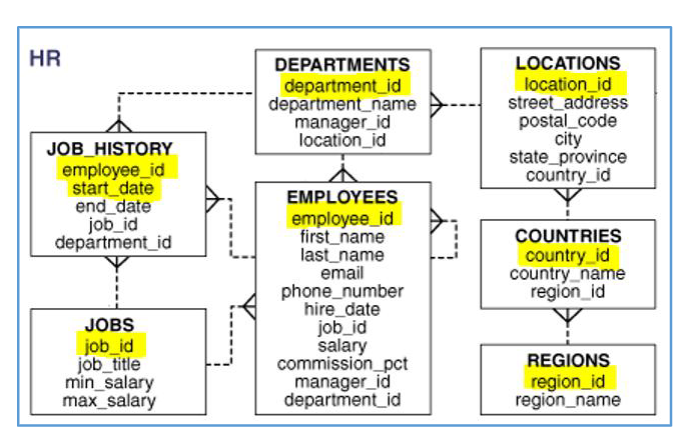 HR
DEPARTMENTS
department_id
department_name
manager_id
location_id
LOCATIONS
location_id
street_address
postal_code
city
state_province
country_id
JOB_HISTORY
employee_id
start_date
end_date
job_id
department_id
EMPLOYEES
employee_id
first_name
last_name
email
phone_number
hire_date
job_id
salary
commission_pct
manager_id
department_id
COUNTRIES
country_id
country_name
region_id
JOBS
job_id
job_title
min_salary
max_salary
REGIONS
region_id
region_name